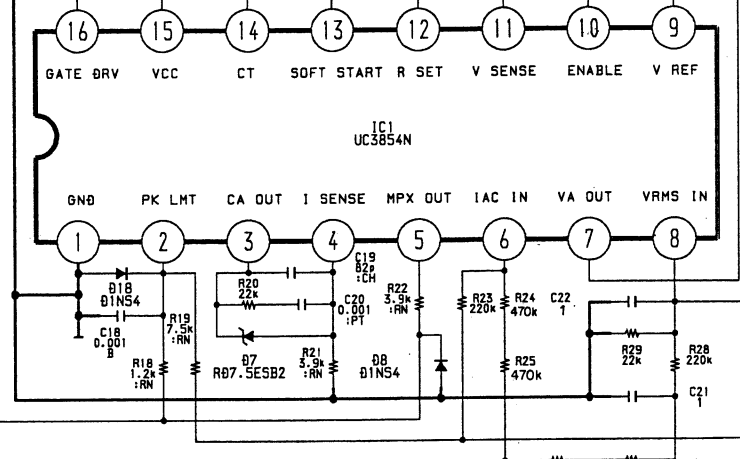 16 15 14 13 12 11 10 9
GATE DRV VCC CT SOFT START R SET V SENSE ENABLE V REF
IC1
UC3854N
GND PK LMT CA OUT I SENSE MPX OUT IAC IN VA OUT VRMS IN
1 2 3 4 5 6 7 8
D18
D1NS4
C18
0.001
B
R19
7.5k
:RN
R18
1.2k
:RN
R20
22k
C19
82p
:CH
C20
0.001
:PT
D7
RD7.5ESB2
R21
3.9k
:RN
R22
3.9k
:RN
D8
D1NS4
R23
220k
R24
470k
R25
470k
C22
1
R29
22k
R28
220k
C21
1